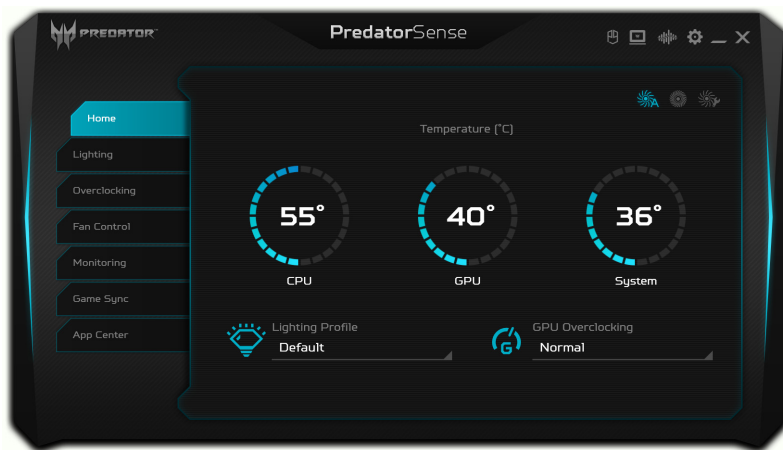 PREDATOR
PredatorSense
Home
Lighting
Overclocking
Fan Control
Monitoring
Game Sync
App Center
A
Temperature (°C)
55° 40° 36°
CPU GPU System
Lighting Profile
Default
G
GPU Overclocking
Normal